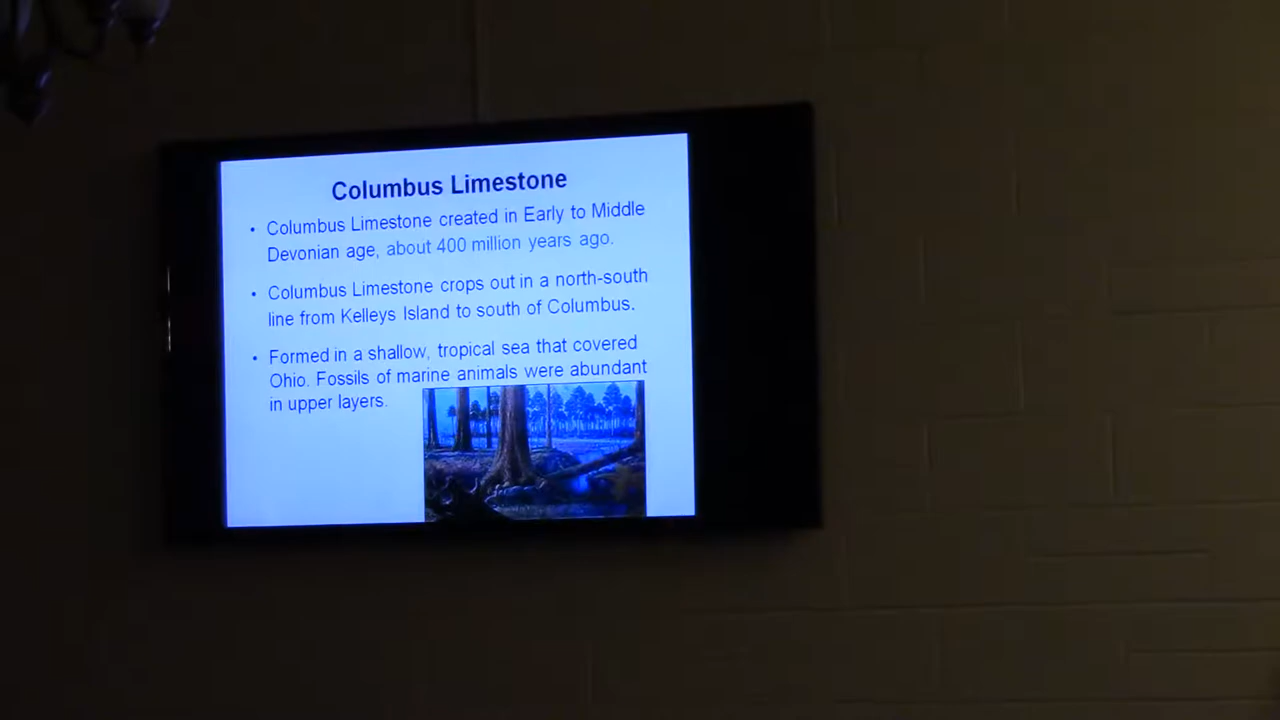 Columbus Limestone
• Columbus Limestone created in Early to Middle
Devonian age, about 400 million years ago.
• Columbus Limestone crops out in a north-south
line from Kelleys Island to south of Columbus.
• Formed in a shallow, tropical sea that covered
Ohio. Fossils of marine animals were abundant
in upper layers.